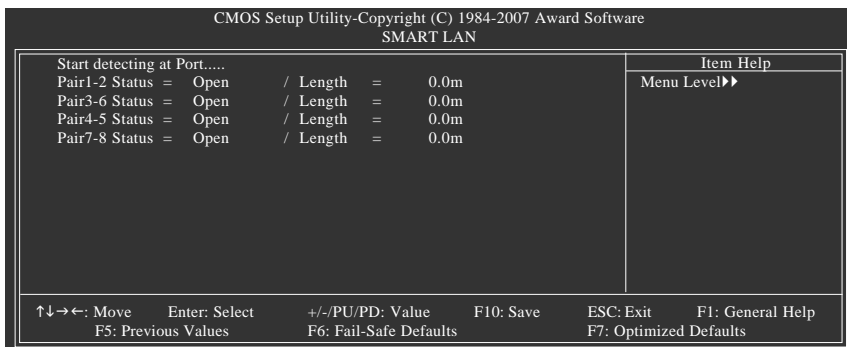 CMOS Setup Utility-Copyright (C) 1984-2007 Award Software
SMART LAN
Start detecting at Port.....
Pair1-2 Status = Open / Length = 0.0m
Pair3-6 Status = Open / Length = 0.0m
Pair4-5 Status = Open / Length = 0.0m
Pair7-8 Status = Open / Length = 0.0m
Item Help
Menu Level▶▶
↑↓→←: Move Enter: Select +/-/PU/PD: Value F10: Save ESC: Exit F1: General Help
F5: Previous Values F6: Fail-Safe Defaults F7: Optimized Defaults